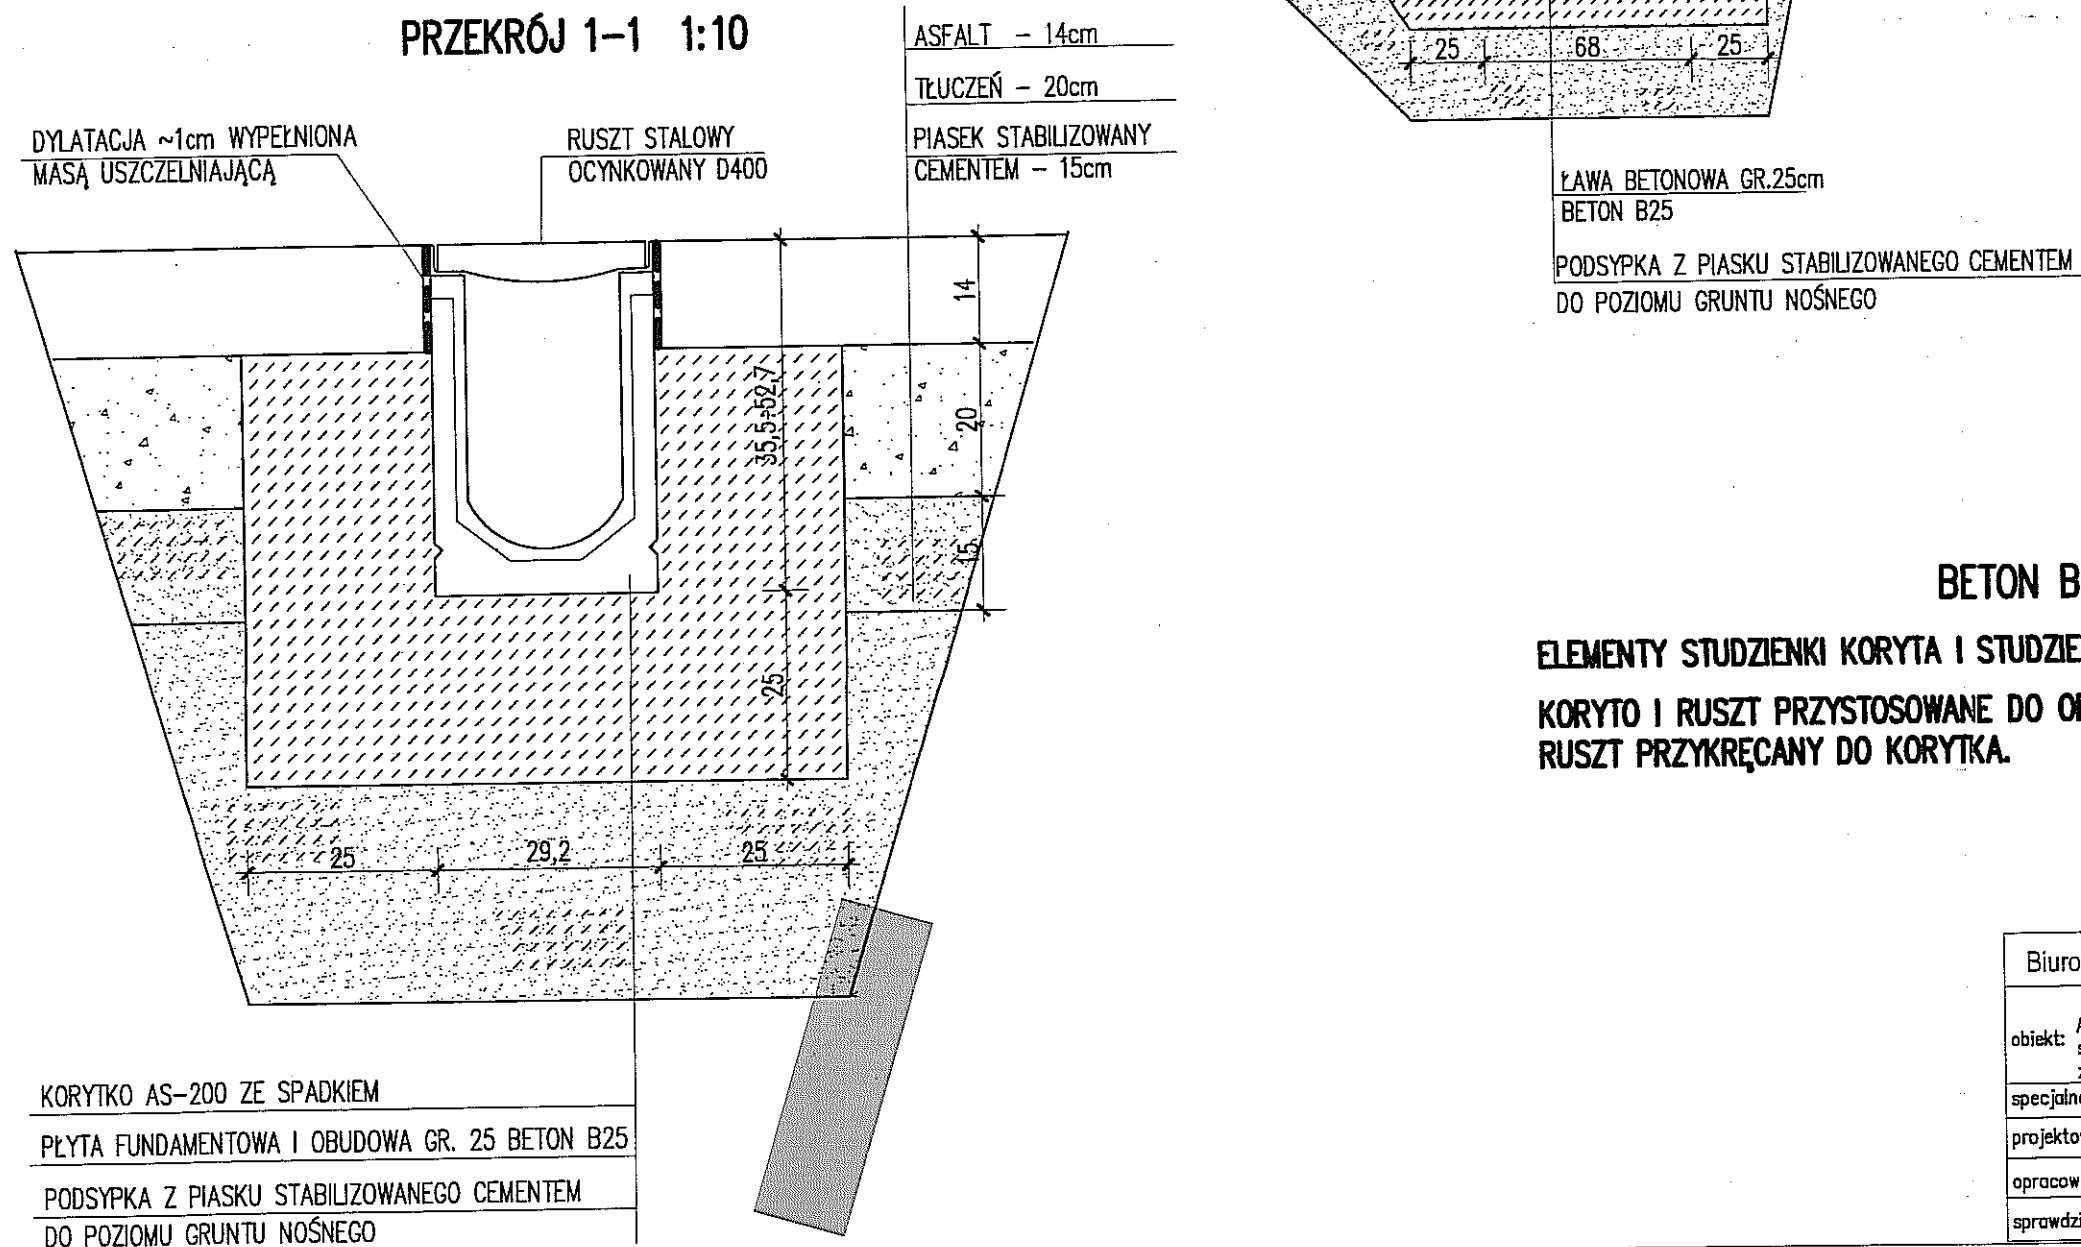 PRZEKRÓJ 1-1 1:10
ASFALT - 14cm
TŁUCZEŃ - 20cm
PIASEK STABILIZOWANY
CEMENTEM - 15cm
DYLATACJA ~1cm WYPEŁNIONA
MASĄ USZCZELNIAJĄCĄ
RUSZT STALOWY
OCYNKOWANY D400
14
35,5÷52,7
20
15
25
25
29,2
25
KORYTKO AS-200 ZE SPADKIEM
PŁYTA FUNDAMENTOWA I OBUDOWA GR. 25 BETON B25
PODSYPKA Z PIASKU STABILIZOWANEGO CEMENTEM
DO POZIOMU GRUNTU NOŚNEGO
25
68
25
ŁAWA BETONOWA GR.25cm
BETON B25
PODSYPKA Z PIASKU STABILIZOWANEGO CEMENTEM
DO POZIOMU GRUNTU NOŚNEGO
BETON B
ELEMENTY STUDZIENKI KORYTA I STUDZIE
KORYTO I RUSZT PRZYSTOSOWANE DO
RUSZT PRZYKRĘCANY DO KORYTKA.
Biuro
obiekt:
specjaln
projekto
opracow
sprawdzi